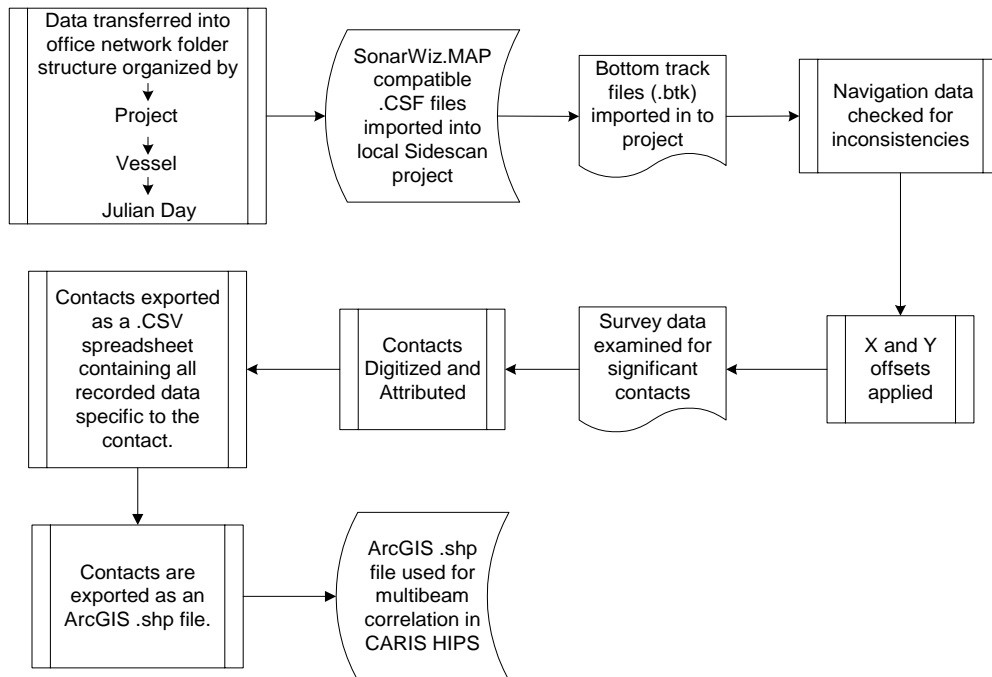 Data transferred into
office network folder
structure organized by
Project
Vessel
Julian Day
SonarWiz.MAP
compatible
.CSF files
imported into
local Sidescan
project
Bottom track
files (.btk)
imported in to
project
Navigation data
checked for
inconsistencies
X and Y
offsets
applied
Survey data
examined for
significant
contacts
Contacts
Digitized and
Attributed
Contacts exported
as a .CSV
spreadsheet
containing all
recorded data
specific to the
contact.
Contacts are
exported as an
ArcGIS .shp file.
ArcGIS .shp
file used for
multibeam
correlation in
CARIS HIPS